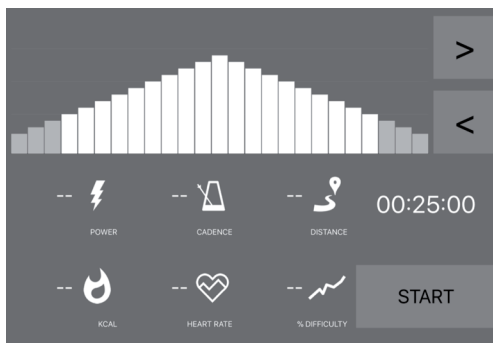 >
<
-- -- -- 00:25:00
POWER CADENCE DISTANCE
-- -- -- START
KCAL HEART RATE % DIFFICULTY